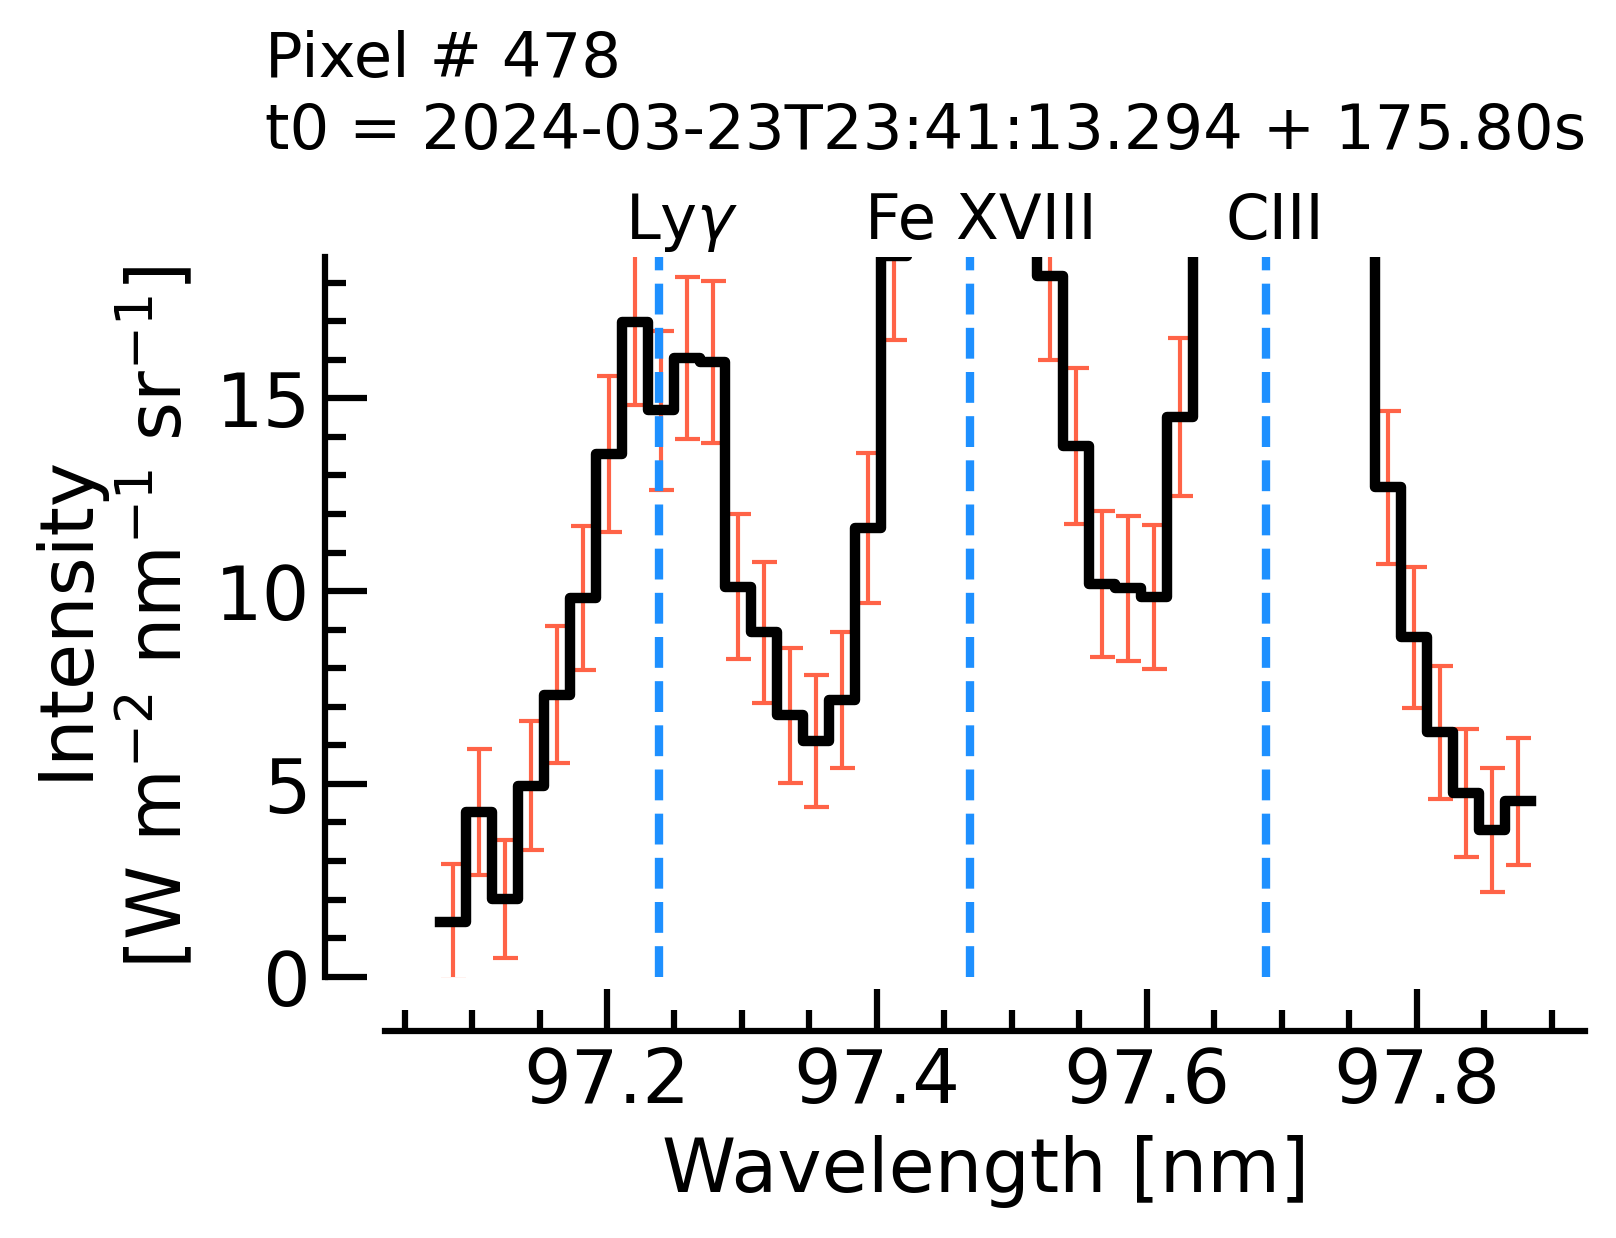 Pixel # 478
t0 = 2024-03-23T23:41:13.294 + 175.80s
Lyγ Fe XVIII CIII
Intensity
[W m⁻² nm⁻¹ sr⁻¹]
15
10
5
0
97.2 97.4 97.6 97.8
Wavelength [nm]